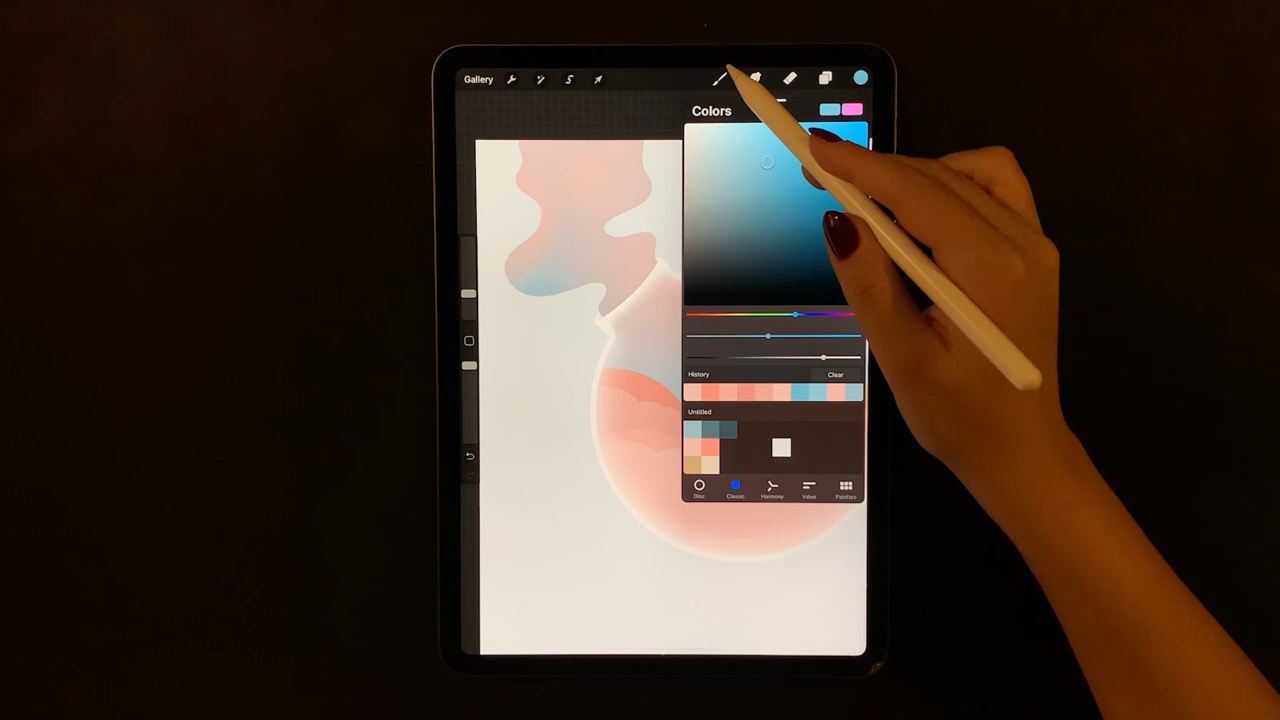 Gallery
Colors
History
Clear
Untitled
Disc
Classic
Harmony
Value
Palettes